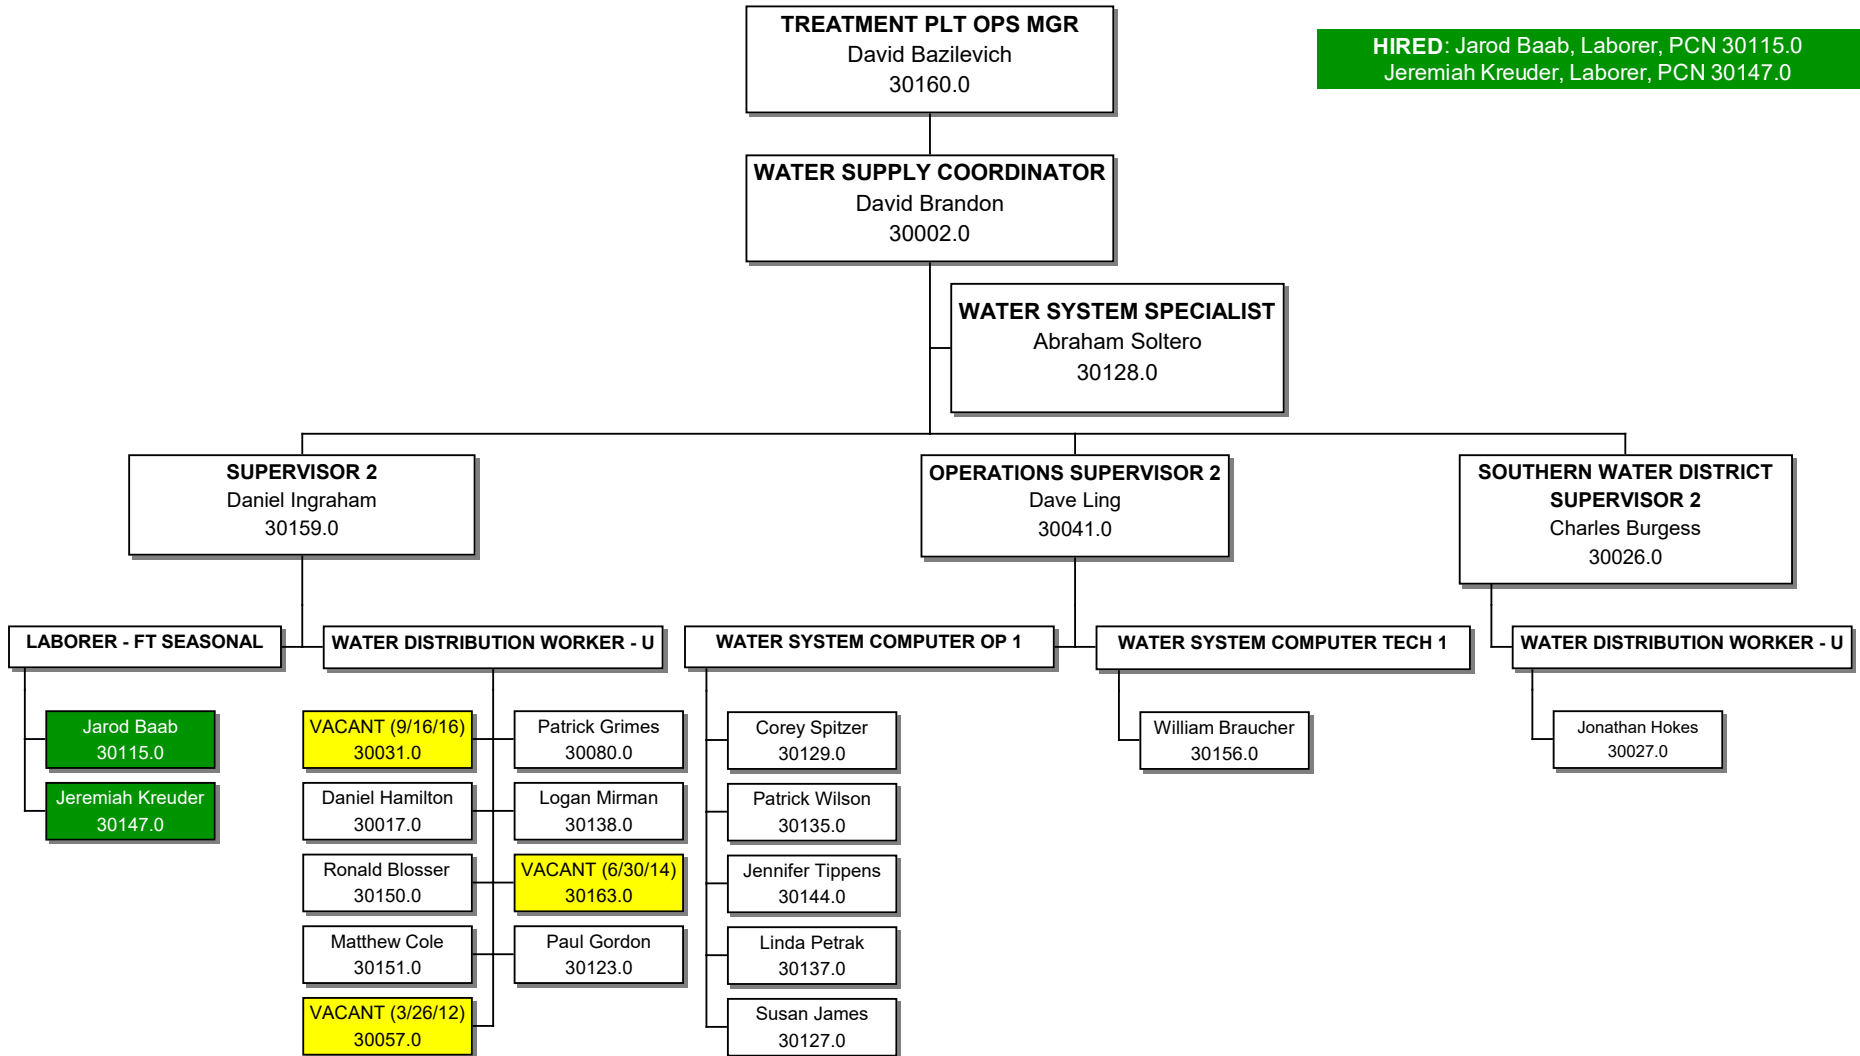 TREATMENT PLT OPS MGR
David Bazilevich
30160.0
HIRED: Jarod Baab, Laborer, PCN 30115.0
Jeremiah Kreuder, Laborer, PCN 30147.0
WATER SUPPLY COORDINATOR
David Brandon
30002.0
WATER SYSTEM SPECIALIST
Abraham Soltero
30128.0
SUPERVISOR 2
Daniel Ingraham
30159.0
OPERATIONS SUPERVISOR 2
Dave Ling
30041.0
SOUTHERN WATER DISTRICT
SUPERVISOR 2
Charles Burgess
30026.0
LABORER - FT SEASONAL
Jarod Baab
30115.0
Jeremiah Kreuder
30147.0
WATER DISTRIBUTION WORKER - U
VACANT (9/16/16)
30031.0
Patrick Grimes
30080.0
Daniel Hamilton
30017.0
Logan Mirman
30138.0
Ronald Blosser
30150.0
VACANT (6/30/14)
30163.0
Matthew Cole
30151.0
Paul Gordon
30123.0
VACANT (3/26/12)
30057.0
WATER SYSTEM COMPUTER OP 1
Corey Spitzer
30129.0
Patrick Wilson
30135.0
Jennifer Tippens
30144.0
Linda Petrak
30137.0
Susan James
30127.0
WATER SYSTEM COMPUTER TECH 1
William Braucher
30156.0
WATER DISTRIBUTION WORKER - U
Jonathan Hokes
30027.0